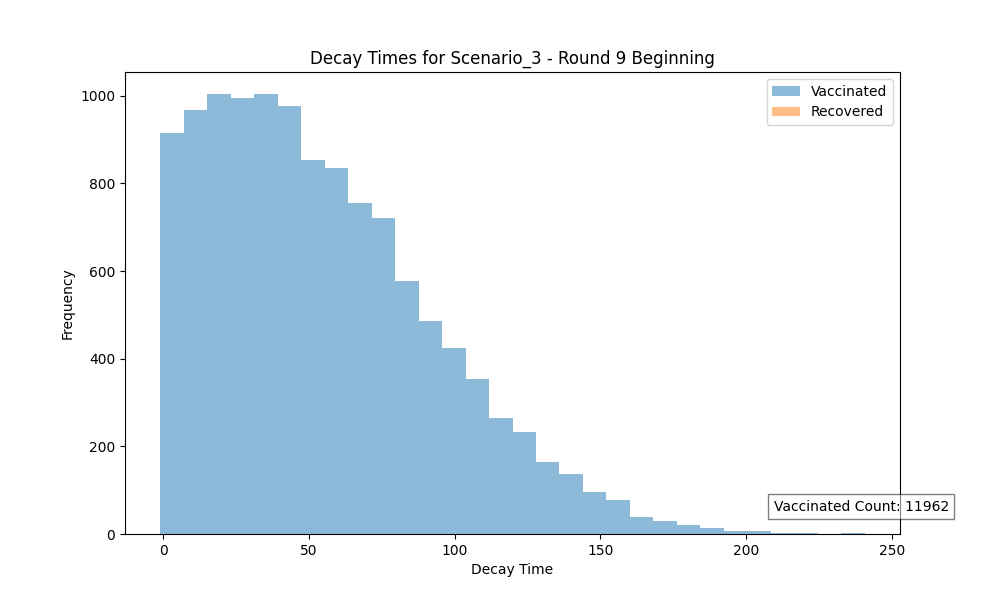 Decay Times for Scenario_3 - Round 9 Beginning
Vaccinated
Recovered
1000
800
600
400
200
0
Frequency
Vaccinated Count: 11962
0 50 100 150 200 250
Decay Time